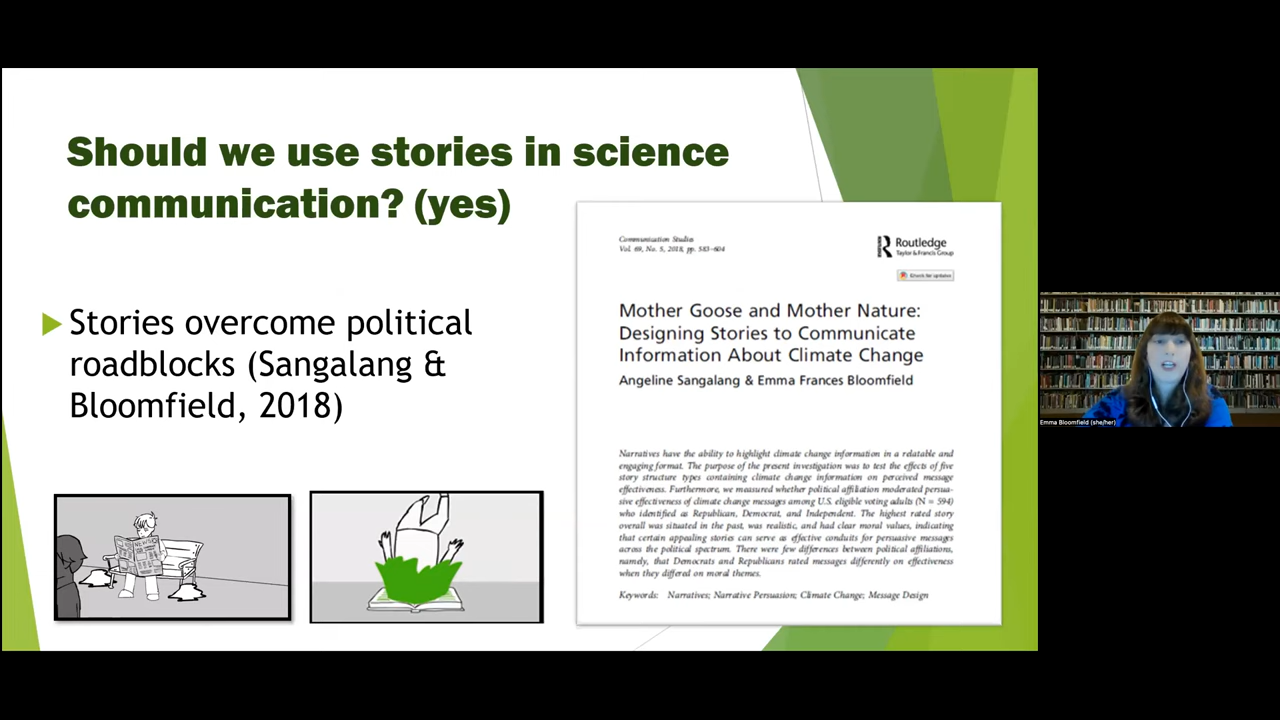 Should we use stories in science
communication? (yes)
Stories overcome political
roadblocks (Sangalang &
Bloomfield, 2018)
NEWS
Communication Studies
Vol. 69, No. 5, 2018, pp. 583–604
Routledge
Taylor & Francis Group
Check for updates
Mother Goose and Mother Nature:
Designing Stories to Communicate
Information About Climate Change
Angeline Sangalang & Emma Frances Bloomfield
Narratives have the ability to highlight climate change information in a relatable and
engaging format. The purpose of the present investigation was to test the effects of five
story structure types containing climate change information on perceived message
effectiveness. Furthermore, we measured whether political affiliation moderated persua-
sive effectiveness of climate change messages among U.S. eligible voting adults (N = 594)
who identified as Republican, Democrat, and Independent. The highest rated story
overall was situated in the past, was realistic, and had clear moral values, indicating
that certain appealing stories can serve as effective conduits for persuasive messages
across the political spectrum. There were few differences between political affiliations,
namely, that Democrats and Republicans rated messages differently on effectiveness
when they differed on moral themes.
Keywords: Narratives; Narrative Persuasion; Climate Change; Message Design
Emma Bloomfield (she/her)